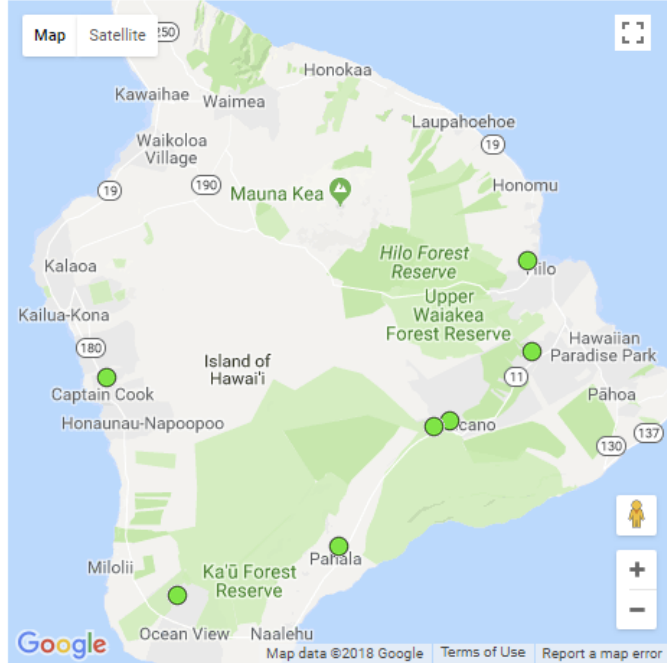 Map
Satellite
250
Honokaa
Kawaihae
Waimea
Laupahoehoe
19
Waikoloa
Village
190
19
Mauna Kea
Honomu
Hilo Forest
Reserve
Hilo
Kalaoa
Upper
Waiakea
Forest Reserve
Kailua-Kona
180
Hawaiian
Paradise Park
Island of
Hawai'i
11
Captain Cook
Pāhoa
Honaunau-Napoopoo
cano
137
130
Pahala
Milolii
Ka'ū Forest
Reserve
Ocean View
Naalehu
Google
Map data ©2018 Google
Terms of Use
Report a map error